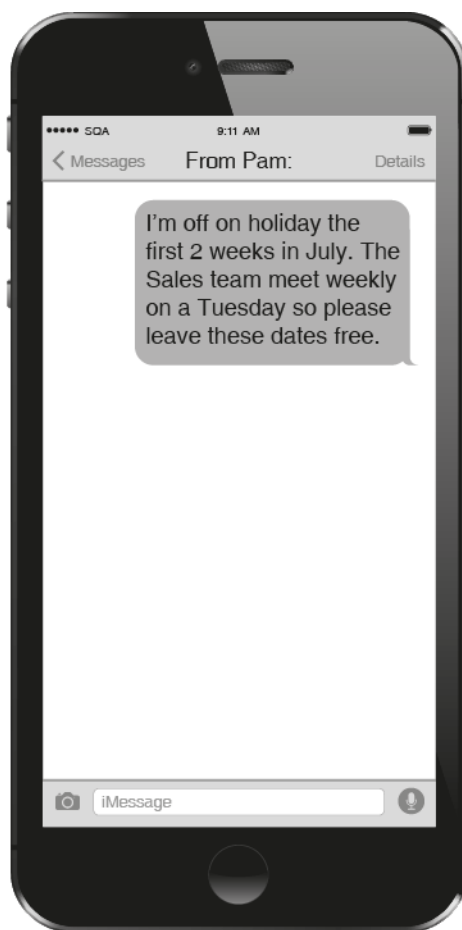 ●●●●● SQA 9:11 AM
Messages From Pam: Details
I'm off on holiday the
first 2 weeks in July. The
Sales team meet weekly
on a Tuesday so please
leave these dates free.
iMessage